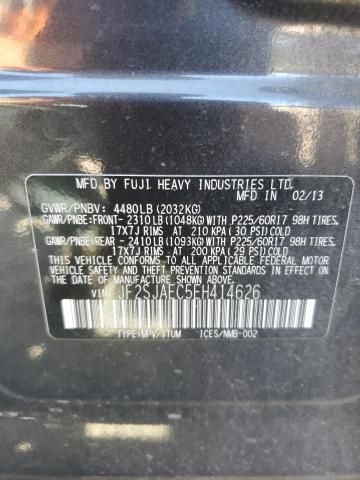 MFD BY FUJI HEAVY INDUSTRIES LTD.
MFD IN 02/13
GVWR/PNBV: 4480LB (2032KG)
GAWR/PNBE:FRONT- 2310LB (1048KG) WITH P225/60R17 98H TIRES.
17X7J RIMS AT 210 KPA (30 PSI) COLD
GAWR/PNBE:REAR - 2410LB (1093KG) WITH P225/60R17 98H TIRES.
17X7J RIMS AT 200 KPA (29 PSI) COLD
THIS VEHICLE CONFORMS TO ALL APPLICABLE FEDERAL MOTOR
VEHICLE SAFETY AND THEFT PREVENTION STANDARDS IN EFFECT
ON THE DATE OF MANUFACTURE SHOWN ABOVE.
VIN: JF2SJAEC5EH414626
TYPE:MPV/VTUM ICES/NMB-002